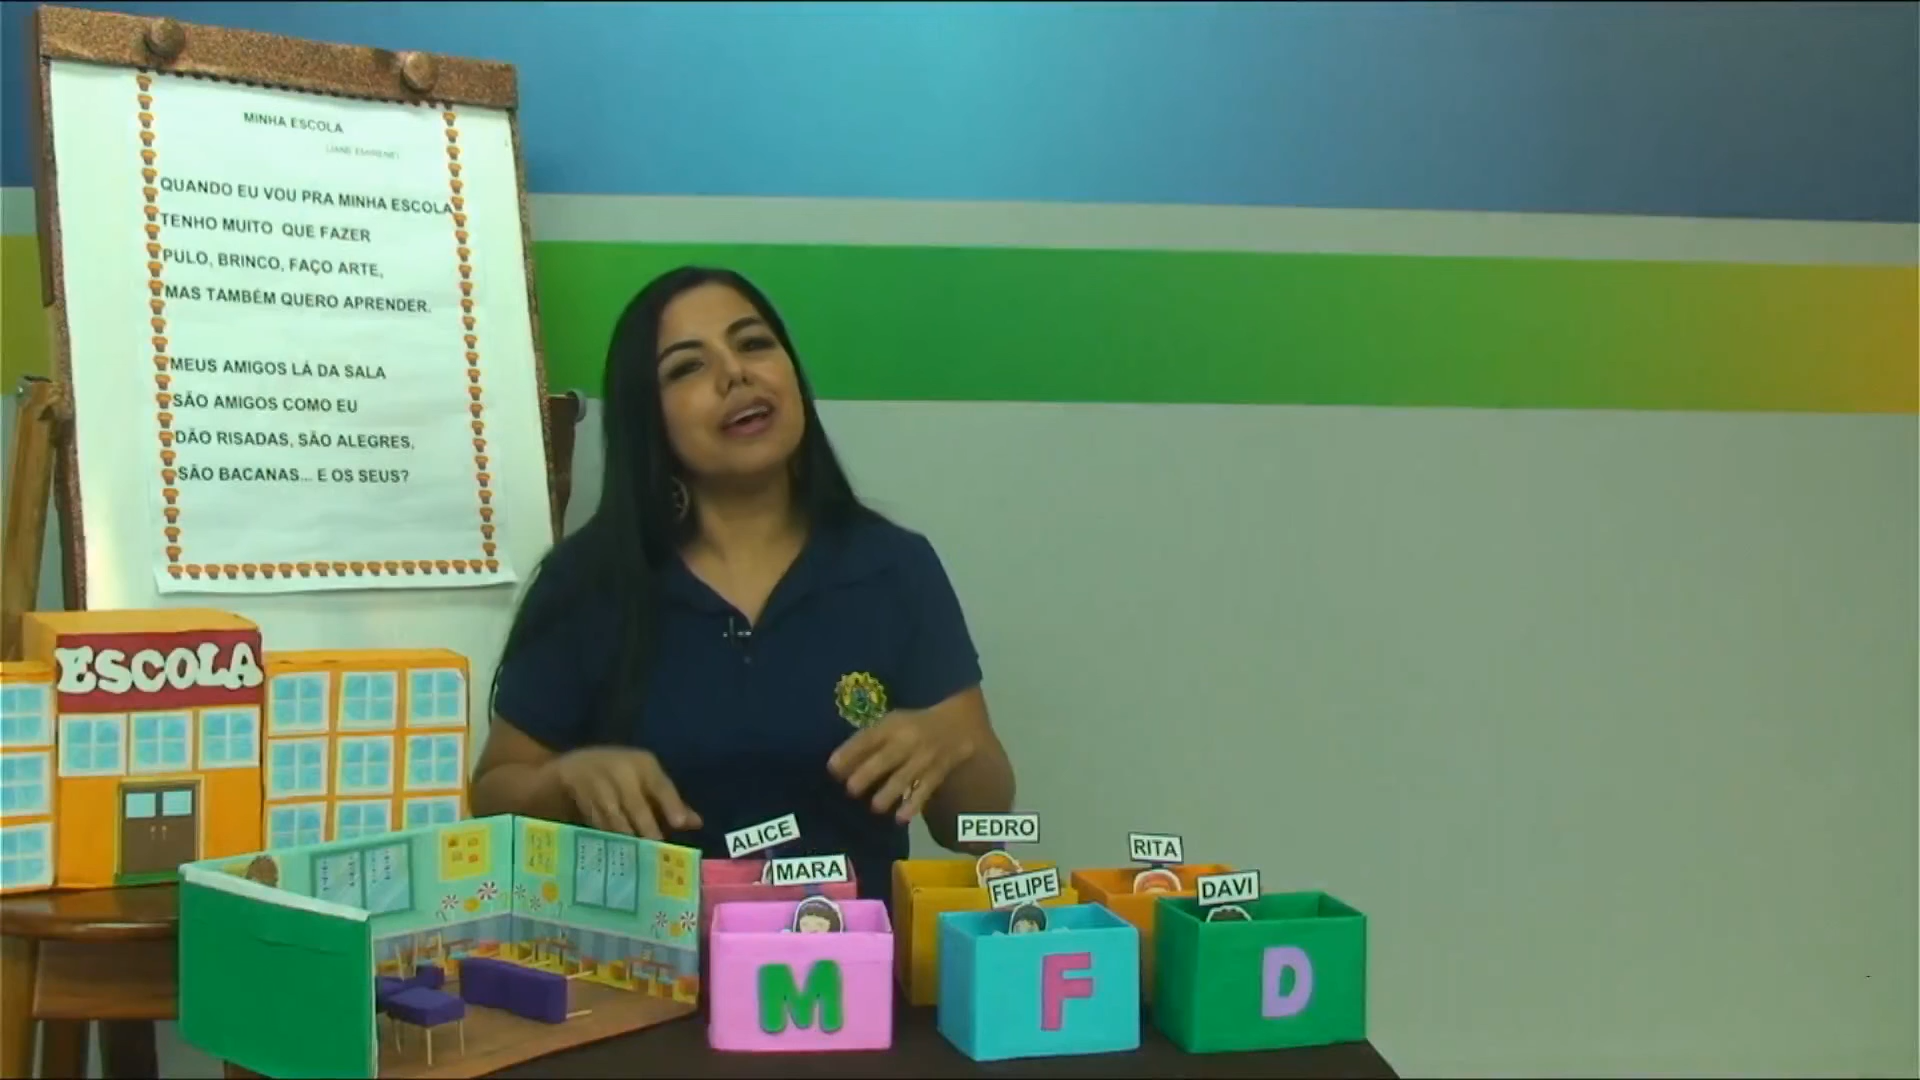 MINHA ESCOLA
QUANDO EU VOU PRA MINHA ESCOLA
TENHO MUITO QUE FAZER
PULO, BRINCO, FAÇO ARTE,
MAS TAMBÉM QUERO APRENDER.
MEUS AMIGOS LÁ DA SALA
SÃO AMIGOS COMO EU
DÃO RISADAS, SÃO ALEGRES,
SÃO BACANAS... E OS SEUS?
ESCOLA
ALICE
PEDRO
RITA
MARA
FELIPE
DAVI
M
F
D